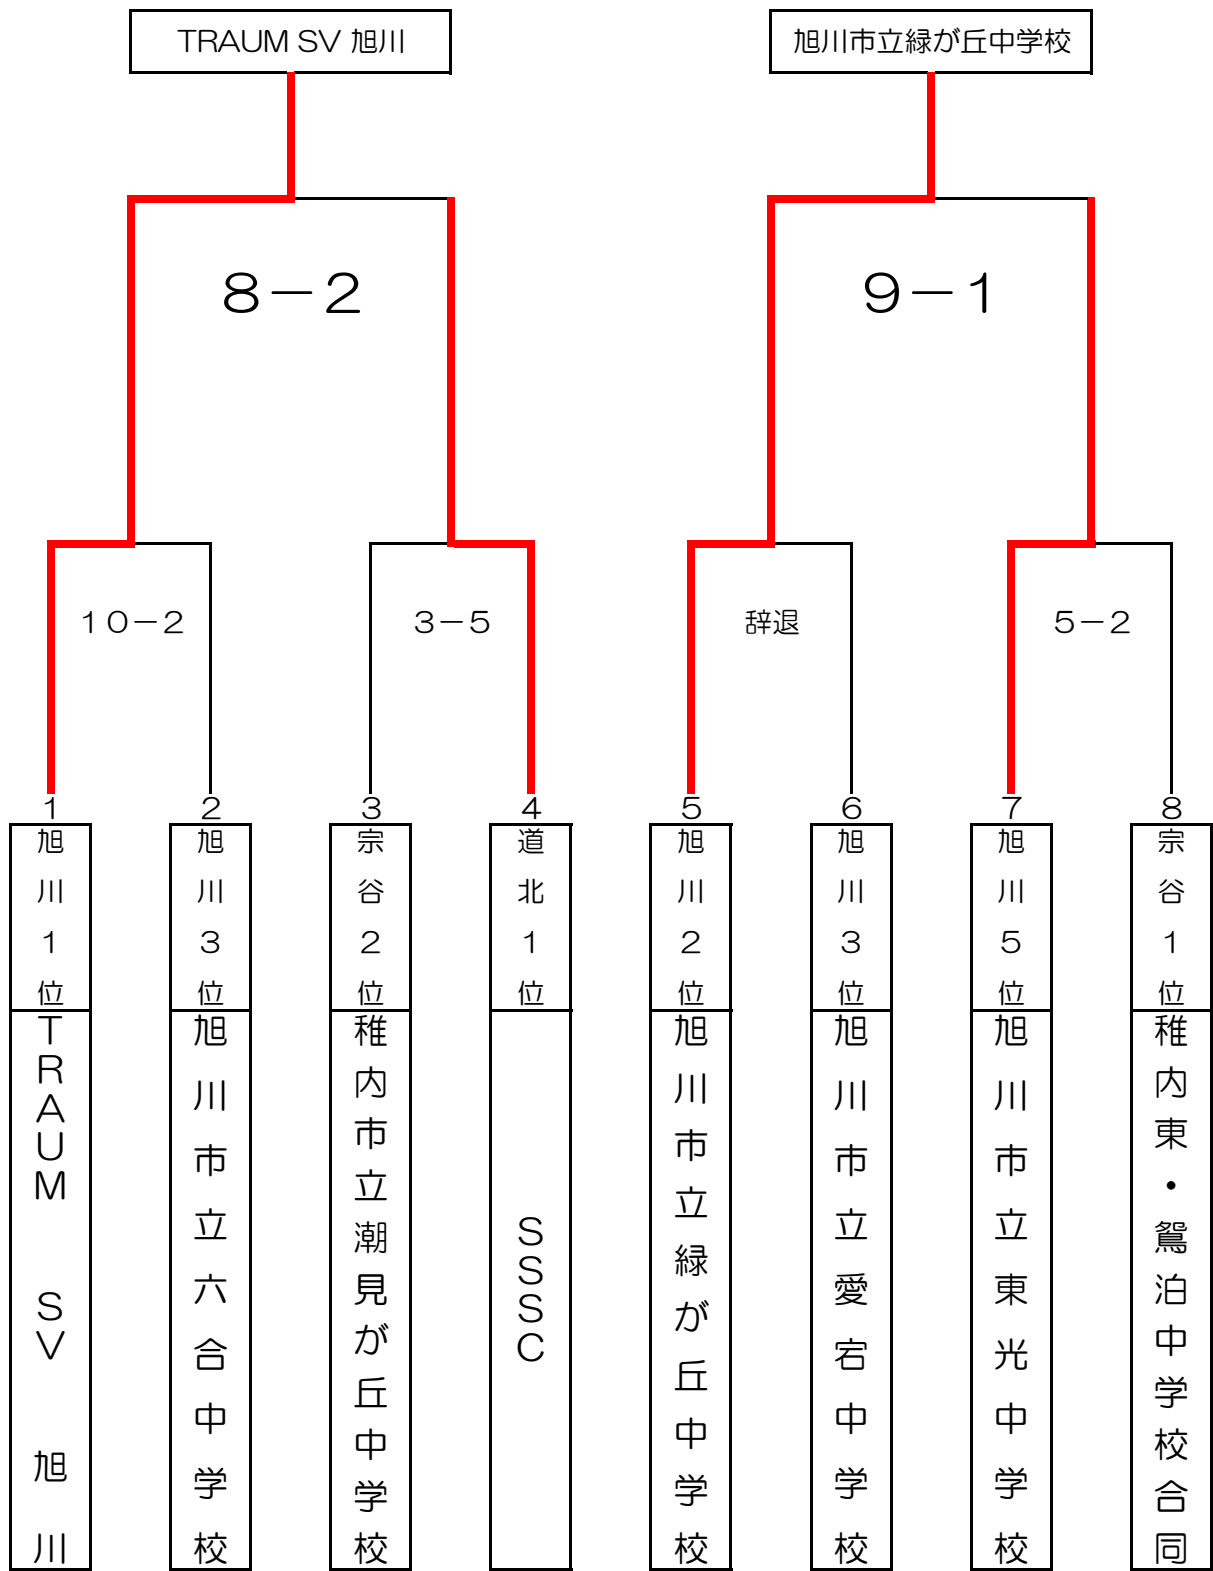 TRAUM SV 旭川
旭川市立緑が丘中学校
８－２
９－１
１０－２
３－５
辞退
５－２
1
2
3
4
5
6
7
8
旭川１位
旭川３位
宗谷２位
道北１位
旭川２位
旭川３位
旭川５位
宗谷１位
TRAUM SV 旭川
旭川市立六合中学校
稚内市立潮見が丘中学校
SSSC
旭川市立緑が丘中学校
旭川市立愛宕中学校
旭川市立東光中学校
稚内東・鴛泊中学校合同